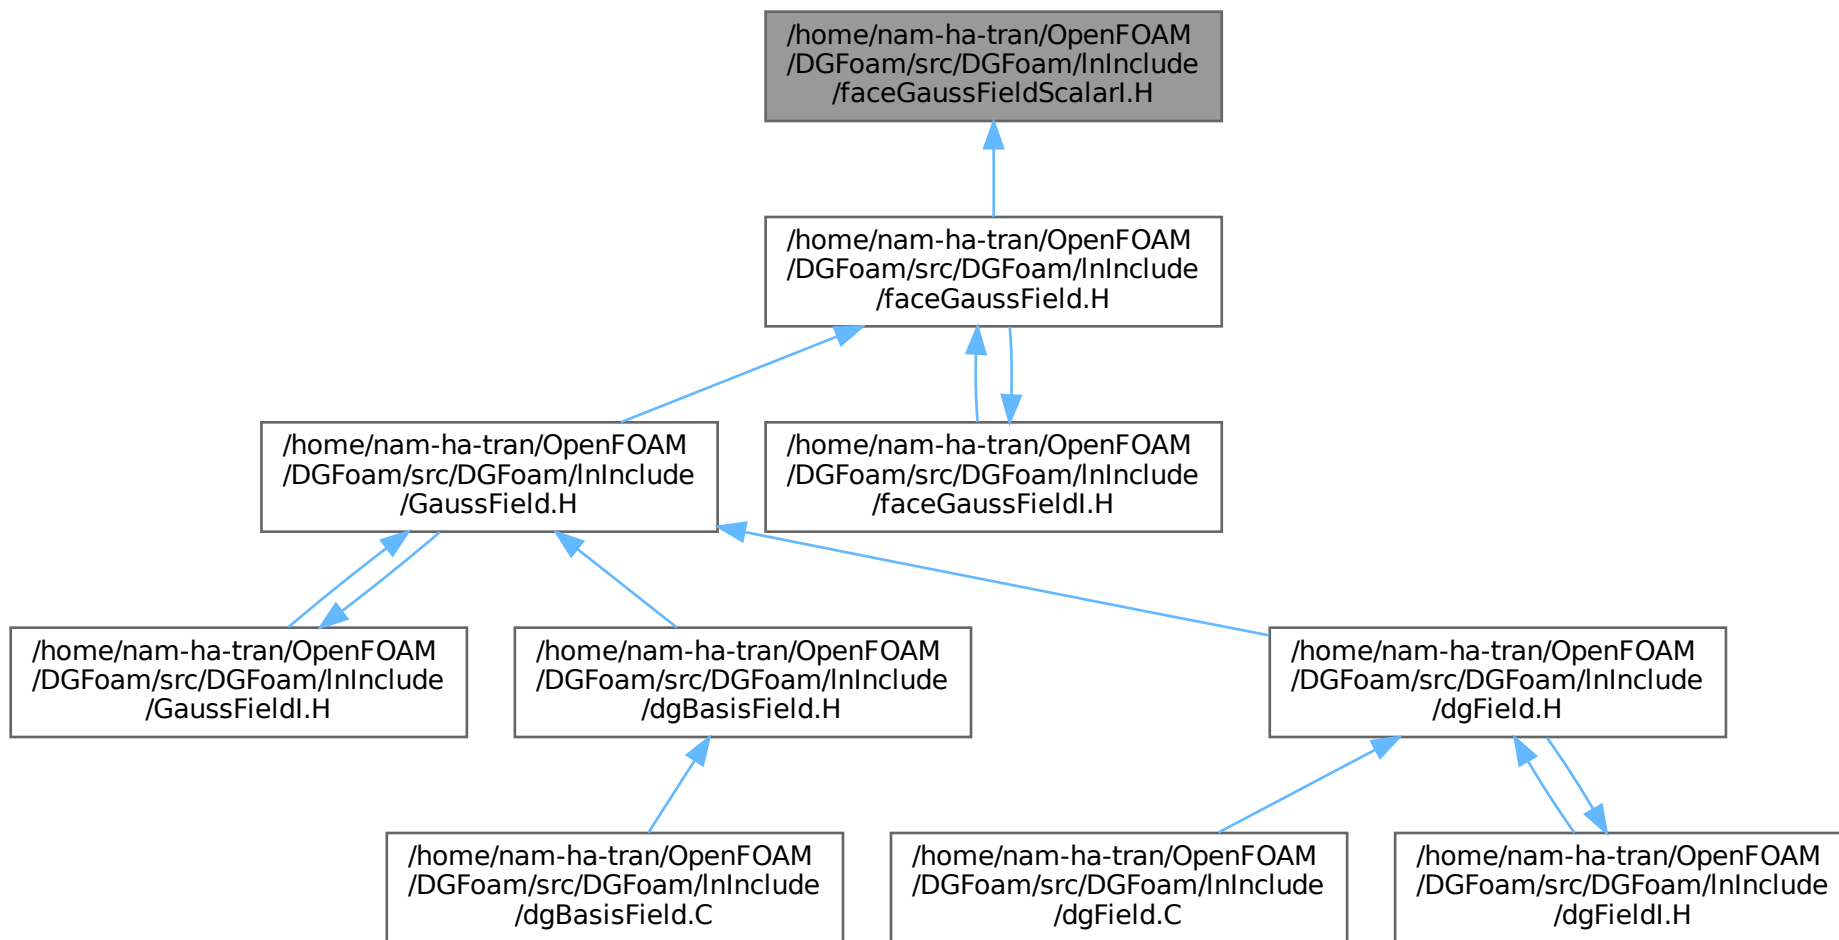 /home/nam-ha-tran/OpenFOAM
/DGFoam/src/DGFoam/lnInclude
/faceGaussFieldScalarI.H
/home/nam-ha-tran/OpenFOAM
/DGFoam/src/DGFoam/lnInclude
/faceGaussField.H
/home/nam-ha-tran/OpenFOAM
/DGFoam/src/DGFoam/lnInclude
/GaussField.H
/home/nam-ha-tran/OpenFOAM
/DGFoam/src/DGFoam/lnInclude
/faceGaussFieldI.H
/home/nam-ha-tran/OpenFOAM
/DGFoam/src/DGFoam/lnInclude
/GaussFieldI.H
/home/nam-ha-tran/OpenFOAM
/DGFoam/src/DGFoam/lnInclude
/dgBasisField.H
/home/nam-ha-tran/OpenFOAM
/DGFoam/src/DGFoam/lnInclude
/dgField.H
/home/nam-ha-tran/OpenFOAM
/DGFoam/src/DGFoam/lnInclude
/dgBasisField.C
/home/nam-ha-tran/OpenFOAM
/DGFoam/src/DGFoam/lnInclude
/dgField.C
/home/nam-ha-tran/OpenFOAM
/DGFoam/src/DGFoam/lnInclude
/dgFieldI.H